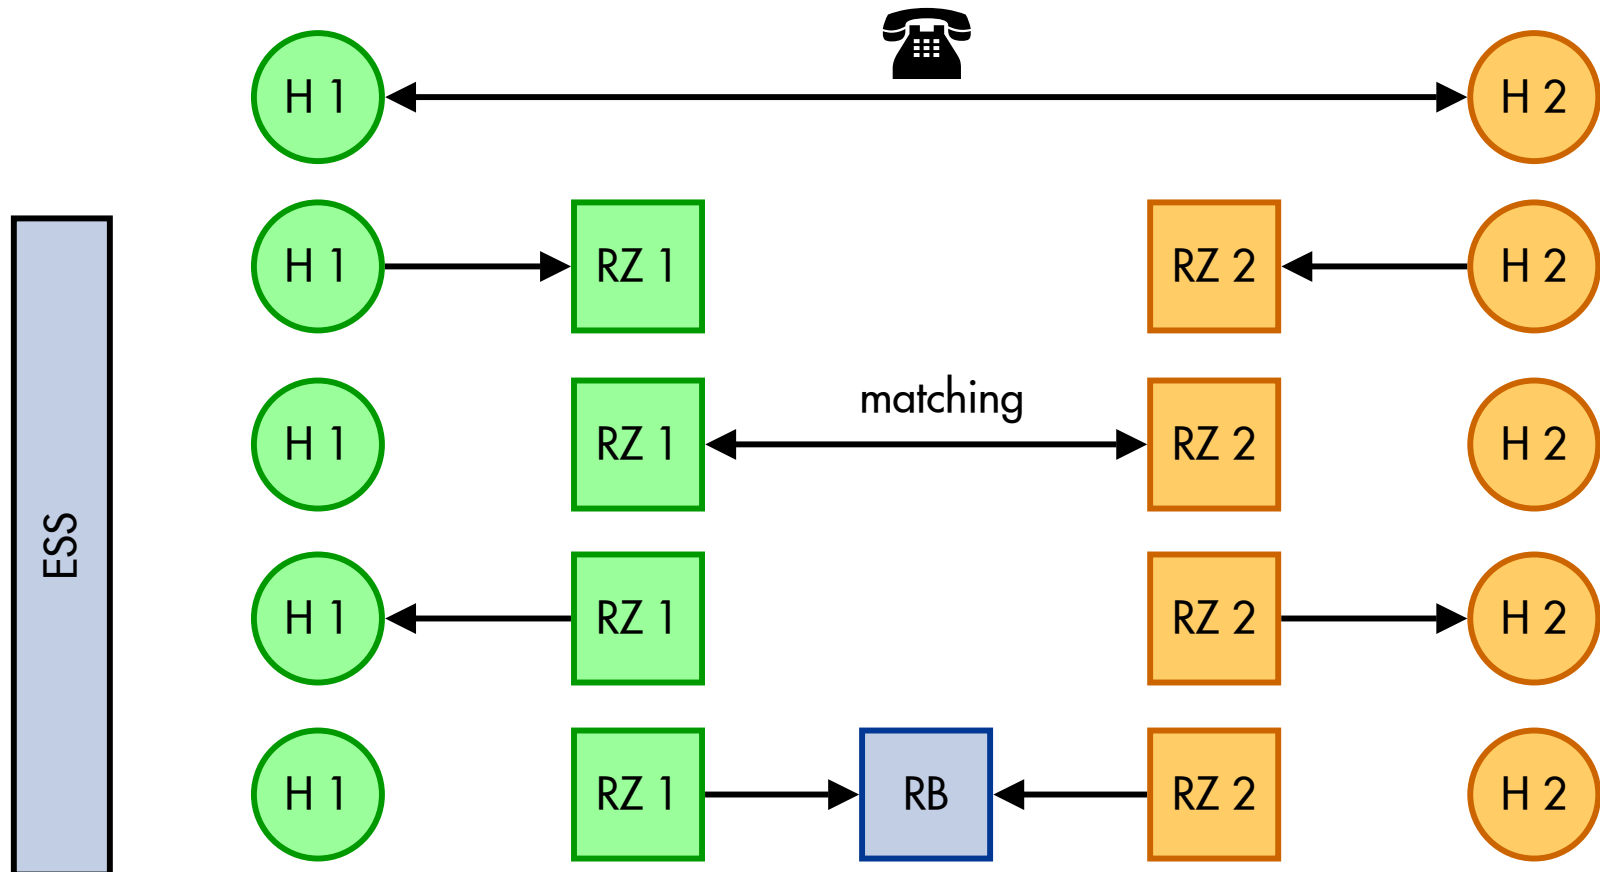 H 1 H 2
H 1 RZ 1 RZ 2 H 2
matching
H 1 RZ 1 RZ 2 H 2
ESS
H 1 RZ 1 RZ 2 H 2
H 1 RZ 1 RB RZ 2 H 2